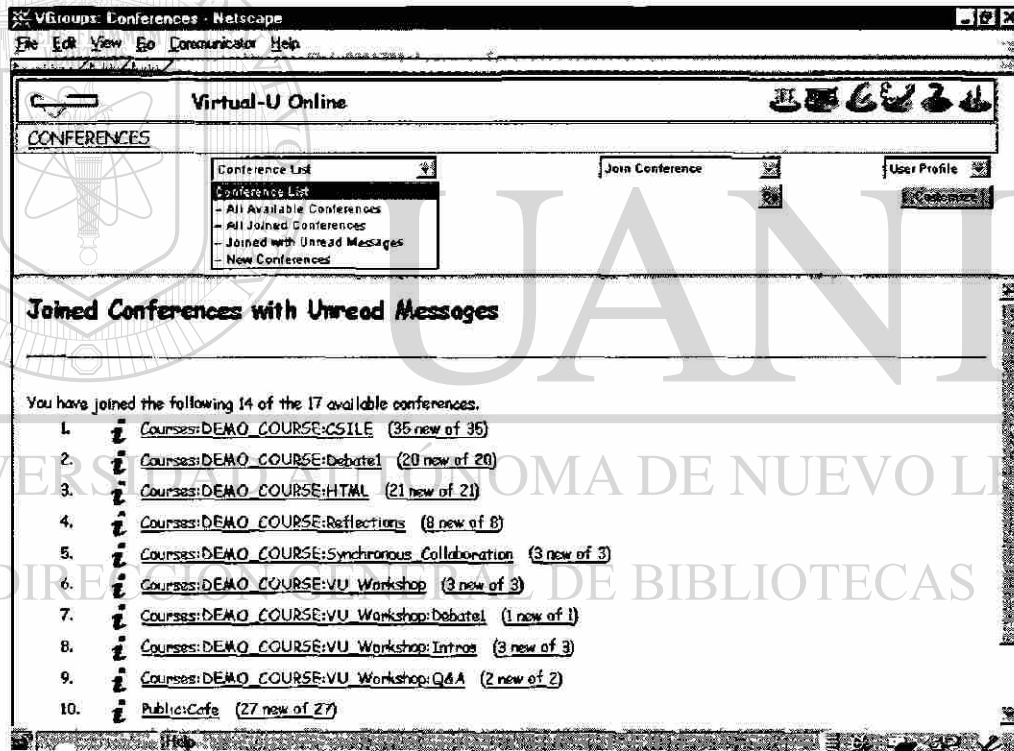 VGroups: Conferences - Netscape
File Edit View Go Communicator Help
Virtual-U Online
CONFERENCES
Conference List Join Conference User Profile
Conference List
- All Available Conferences
- All Joined Conferences
- Joined with Unread Messages
- New Conferences
Go
Customize
Joined Conferences with Unread Messages
You have joined the following 14 of the 17 available conferences.
1. i Courses:DEMO_COURSE:CSILE (35 new of 35)
2. i Courses:DEMO_COURSE:Debate1 (20 new of 20)
3. i Courses:DEMO_COURSE:HTML (21 new of 21)
4. i Courses:DEMO_COURSE:Reflections (8 new of 8)
5. i Courses:DEMO_COURSE:Synchronous_Collaboration (3 new of 3)
6. i Courses:DEMO_COURSE:VU_Workshop (3 new of 3)
7. i Courses:DEMO_COURSE:VU_Workshop:Debate1 (1 new of 1)
8. i Courses:DEMO_COURSE:VU_Workshop:Intros (3 new of 3)
9. i Courses:DEMO_COURSE:VU_Workshop:Q&A (2 new of 2)
10. i Public:Cafe (27 new of 27)
Help
UANL
UNIVERSIDAD AUTÓNOMA DE NUEVO LE
DIRECCIÓN GENERAL DE BIBLIOTECAS